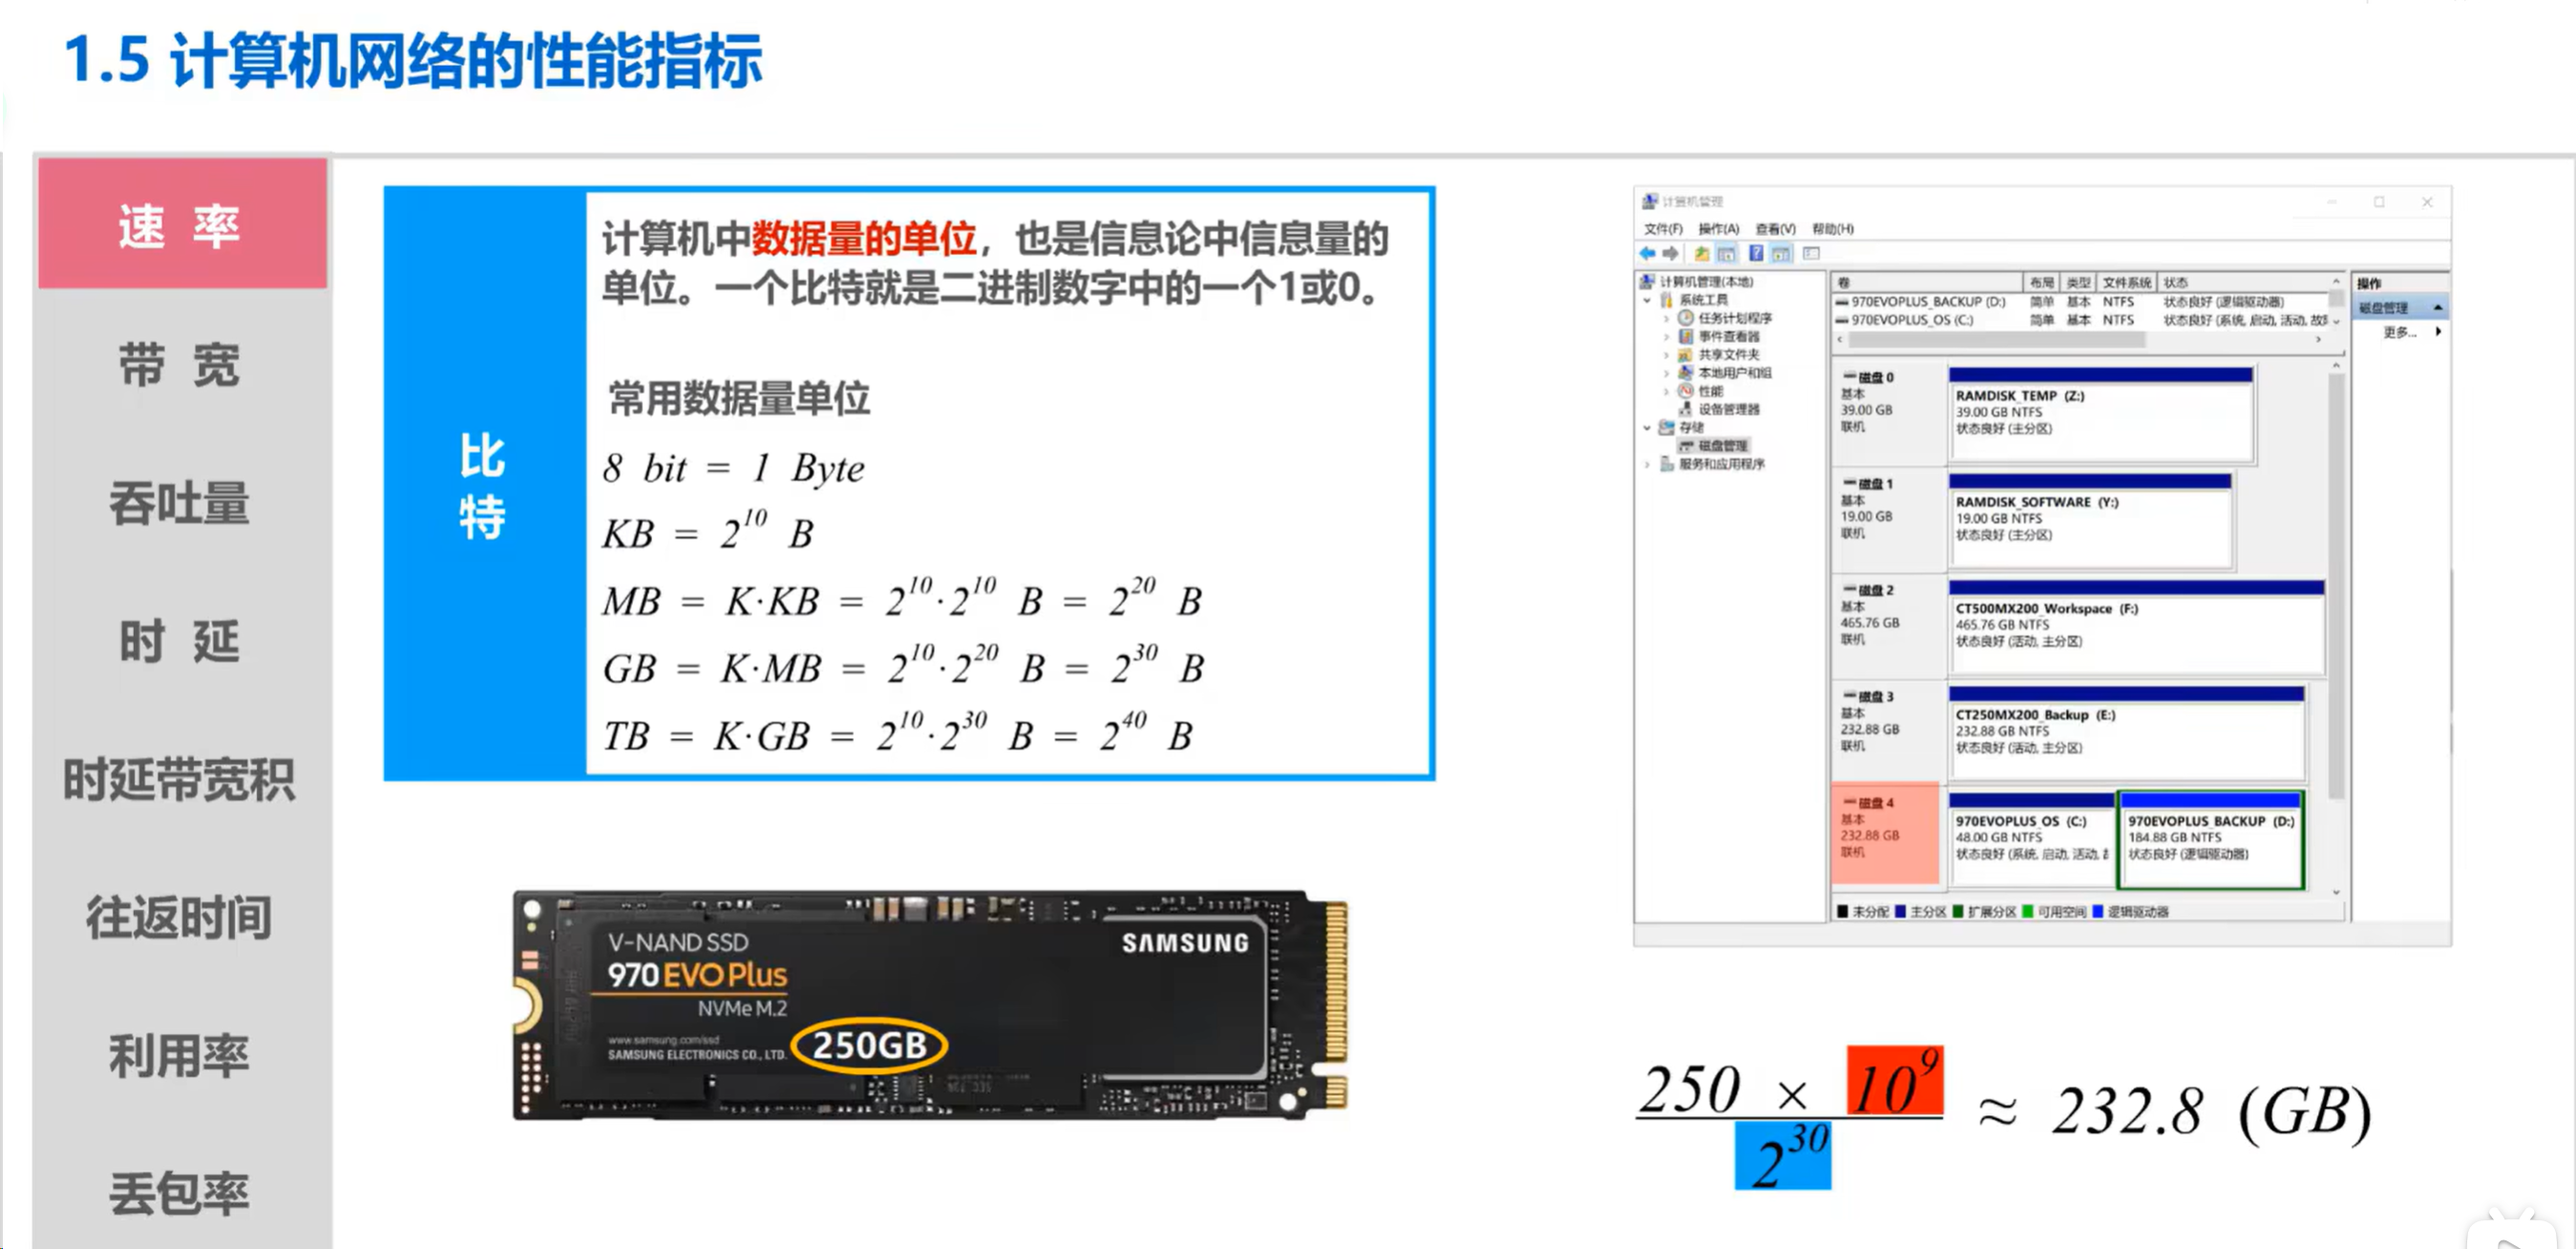 1.5 计算机网络的性能指标
速 率
带 宽
吞吐量
时 延
时延带宽积
往返时间
利用率
丢包率
比
特
计算机中数据量的单位，也是信息论中信息量的
单位。一个比特就是二进制数字中的一个1或0。
常用数据量单位
8 bit = 1 Byte
KB = 2^10 B
MB = K·KB = 2^10·2^10 B = 2^20 B
GB = K·MB = 2^10·2^20 B = 2^30 B
TB = K·GB = 2^10·2^30 B = 2^40 B
V-NAND SSD
970 EVO Plus
NVMe M.2
www.samsung.com/ssd
SAMSUNG ELECTRONICS CO., LTD.
250GB
SAMSUNG
计算机管理
文件(F) 操作(A) 查看(V) 帮助(H)
计算机管理(本地)
系统工具
任务计划程序
事件查看器
共享文件夹
本地用户和组
性能
设备管理器
存储
磁盘管理
服务和应用程序
卷 布局 类型 文件系统 状态
970EVOPLUS_BACKUP (D:) 简单 基本 NTFS 状态良好 (逻辑驱动器)
970EVOPLUS_OS (C:) 简单 基本 NTFS 状态良好 (系统, 启动, 活动, 故
磁盘 0
基本
39.00 GB
联机
RAMDISK_TEMP (Z:)
39.00 GB NTFS
状态良好 (主分区)
磁盘 1
基本
19.00 GB
联机
RAMDISK_SOFTWARE (Y:)
19.00 GB NTFS
状态良好 (主分区)
磁盘 2
基本
465.76 GB
联机
CT500MX200_Workspace (F:)
465.76 GB NTFS
状态良好 (活动, 主分区)
磁盘 3
基本
232.88 GB
联机
CT250MX200_Backup (E:)
232.88 GB NTFS
状态良好 (活动, 主分区)
磁盘 4
基本
232.88 GB
联机
970EVOPLUS_OS (C:)
48.00 GB NTFS
状态良好 (系统, 启动, 活动,
970EVOPLUS_BACKUP (D:)
184.88 GB NTFS
状态良好 (逻辑驱动器)
未分配 主分区 扩展分区 可用空间 逻辑驱动器
操作
磁盘管理
更多...
250 × 10^9
2^30
≈ 232.8 (GB)